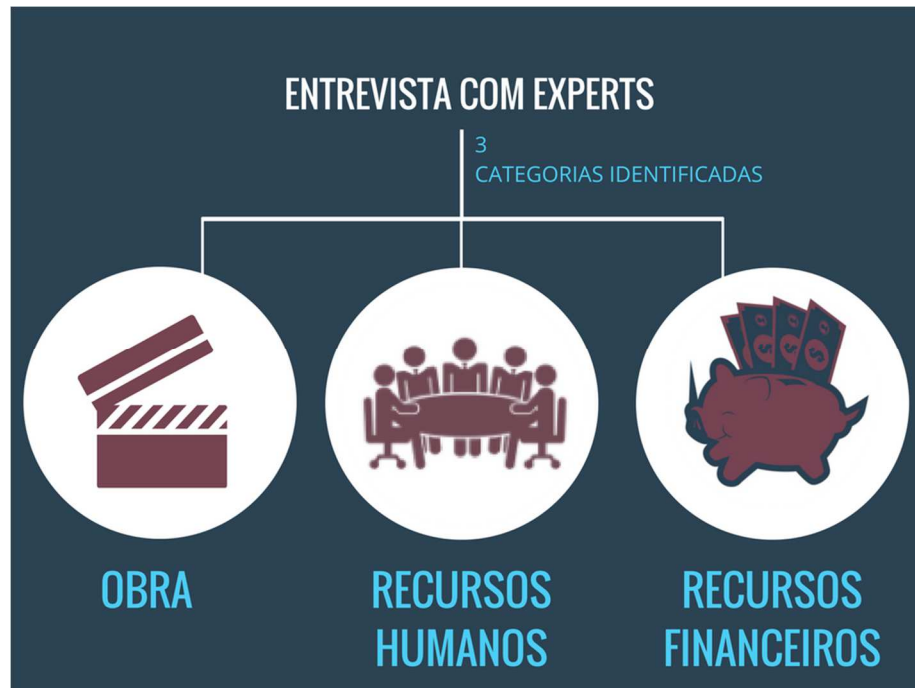 ENTREVISTA COM EXPERTS
3
CATEGORIAS IDENTIFICADAS
OBRA
RECURSOS
HUMANOS
RECURSOS
FINANCEIROS